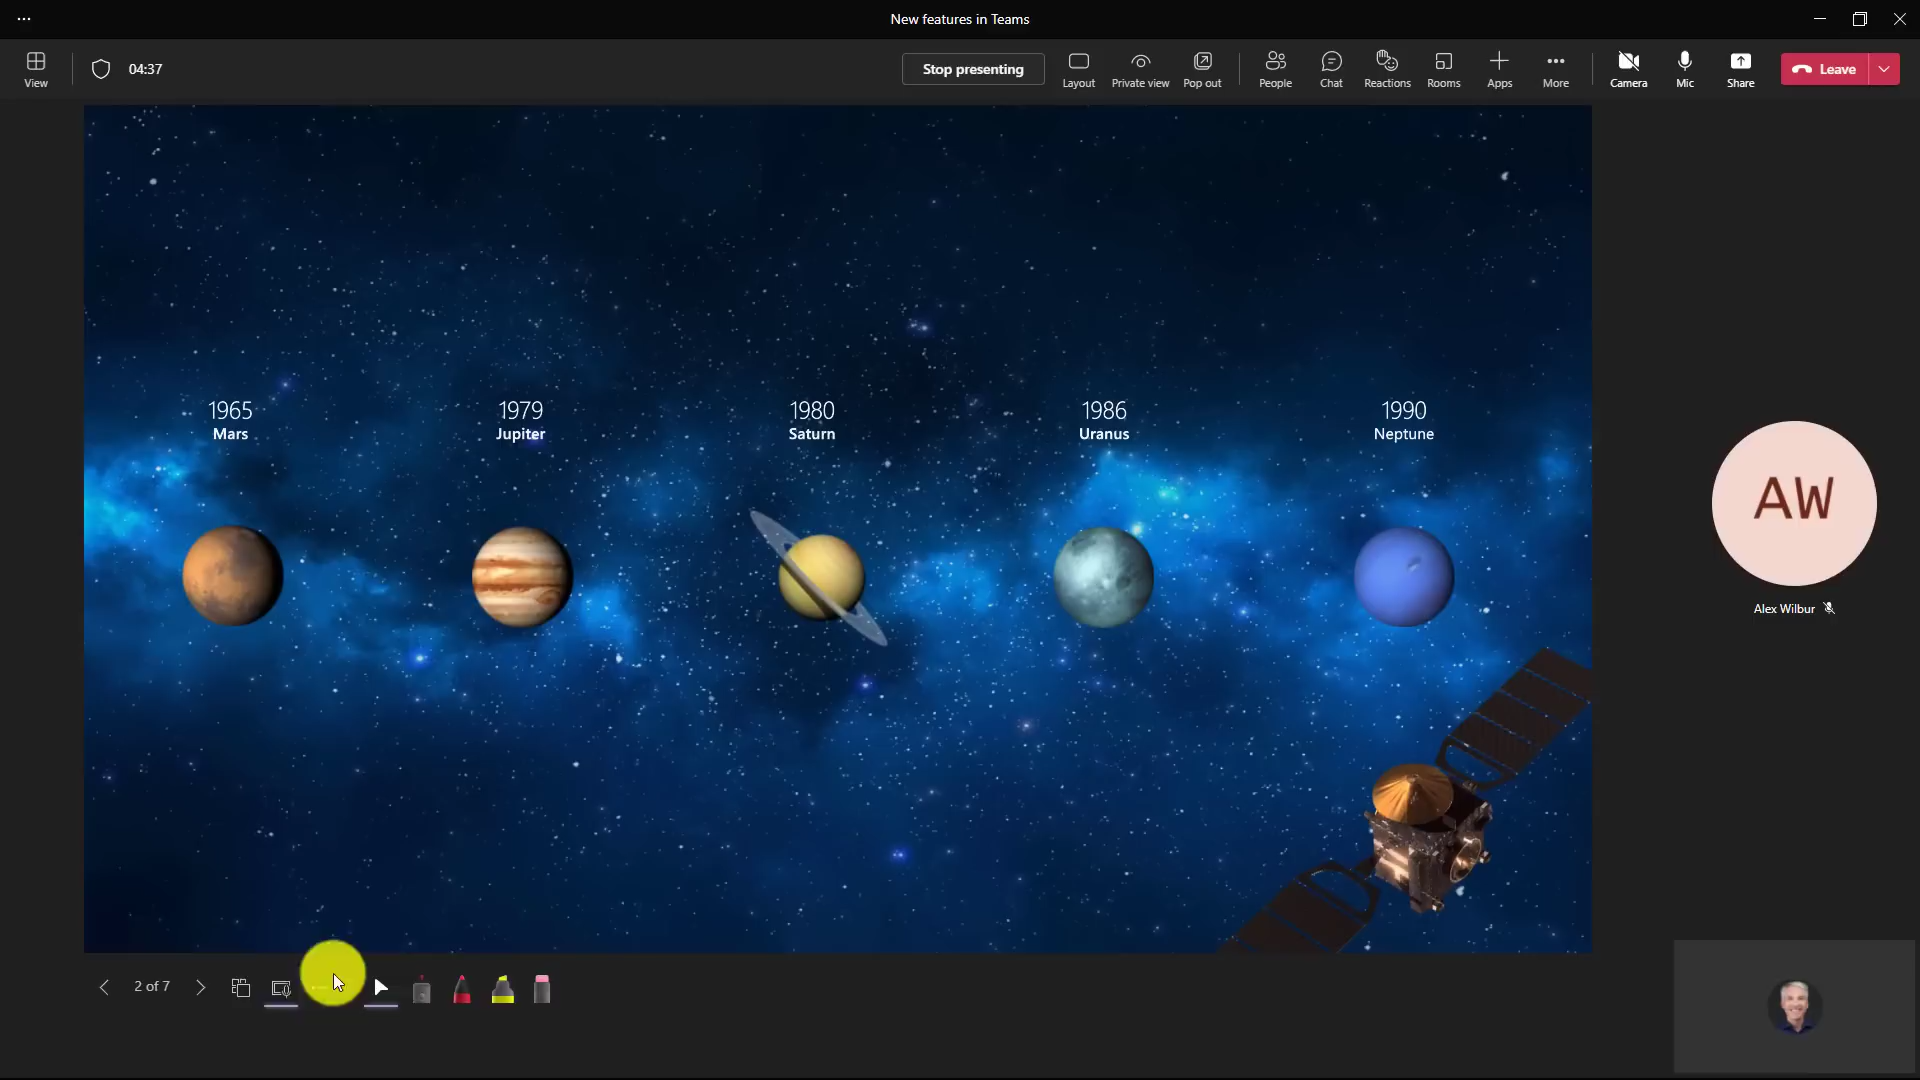 New features in Teams
View
04:37
Stop presenting
Layout
Private view
Pop out
People
Chat
Reactions
Rooms
Apps
More
Camera
Mic
Share
Leave
1965
Mars
1979
Jupiter
1980
Saturn
1986
Uranus
1990
Neptune
AW
Alex Wilbur
2 of 7